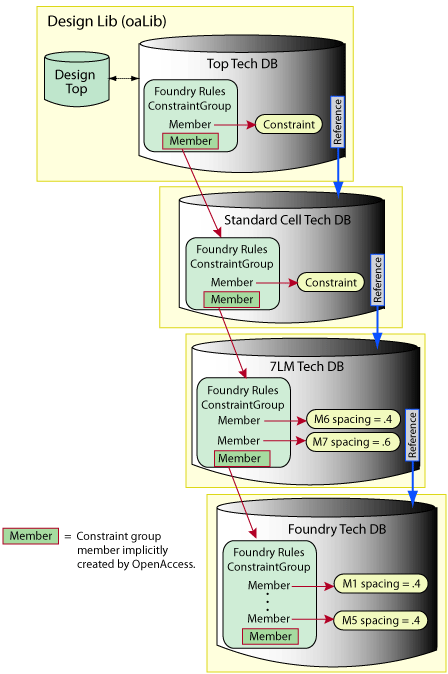 Design Lib (oaLib)
Design
Top
Top Tech DB
Foundry Rules
ConstraintGroup
Member
Constraint
Member
Reference
Standard Cell Tech DB
Foundry Rules
ConstraintGroup
Member
Constraint
Member
Reference
7LM Tech DB
Foundry Rules
ConstraintGroup
Member
M6 spacing = .4
Member
M7 spacing = .6
Member
Reference
Foundry Tech DB
Foundry Rules
ConstraintGroup
Member
M1 spacing = .4
Member
M5 spacing = .4
Member
Member = Constraint group
member implicitly
created by OpenAccess.